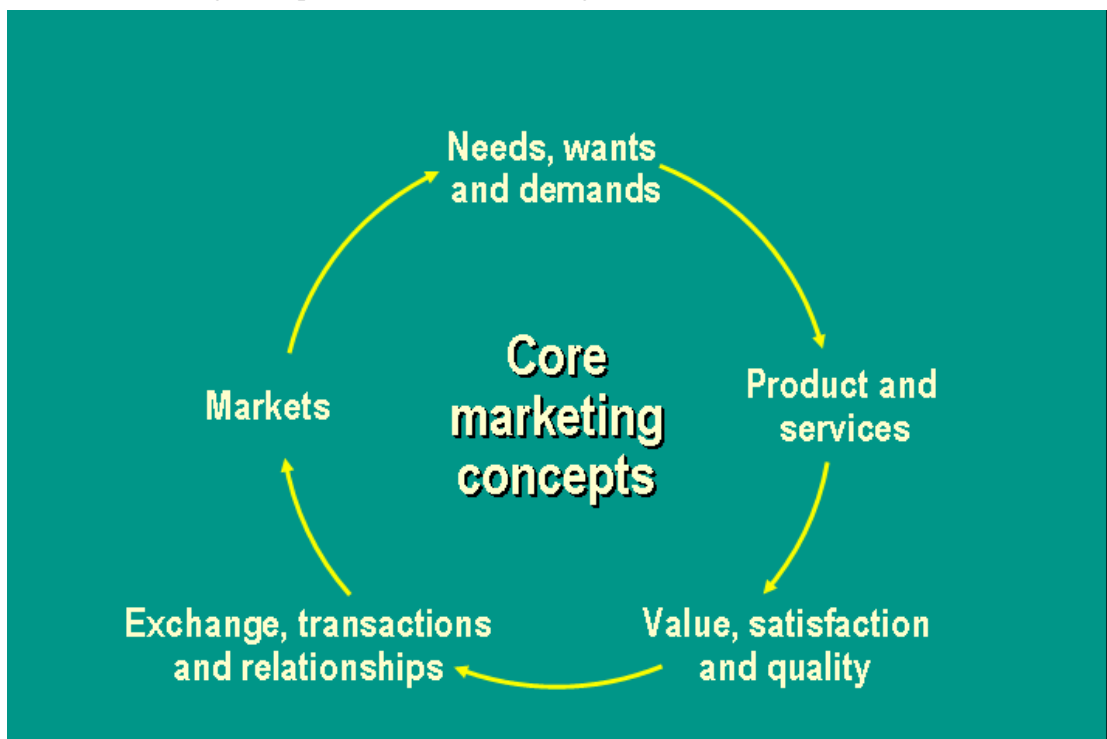 Needs, wants
and demands
Core
marketing
concepts
Product and
services
Value, satisfaction
and quality
Exchange, transactions
and relationships
Markets